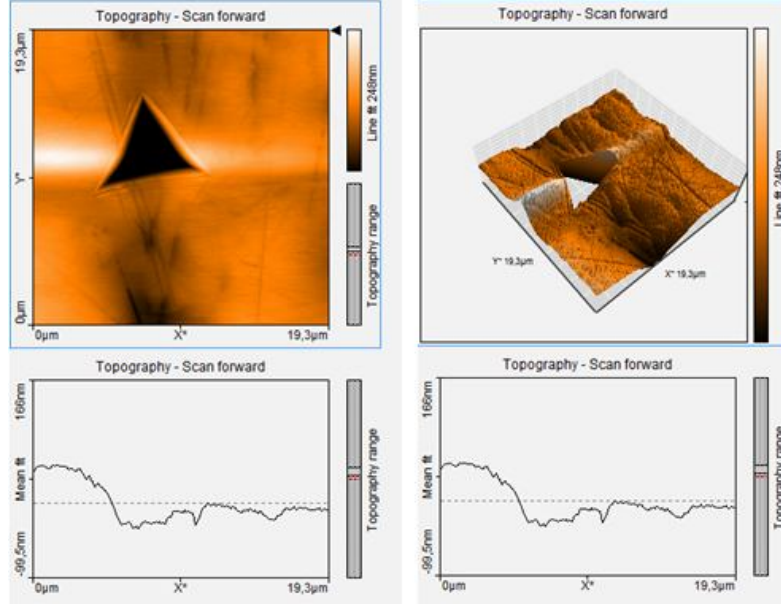 Topography - Scan forward
19,3µm
Y*
0µm
0µm
X*
19,3µm
Line fit 248nm
Topography range
Topography - Scan forward
Y* 19,3µm
X* 19,3µm
Line fit 248nm
Topography - Scan forward
166nm
Mean fit
-99,5nm
0µm
X*
19,3µm
Topography range
Topography - Scan forward
166nm
Mean fit
-99,5nm
0µm
X*
19,3µm
Topography range